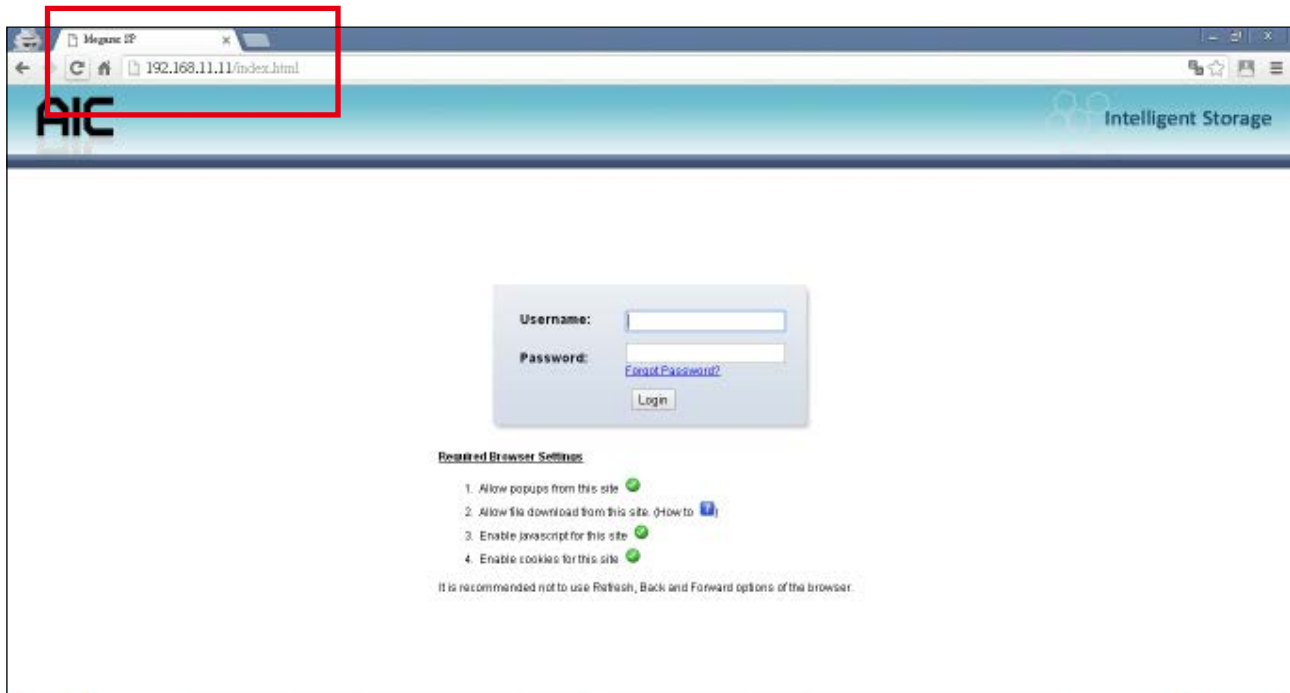 Megarac SP
192.168.11.11/index.html
AIC
Intelligent Storage
Username:
Password:
Forgot Password?
Login
Required Browser Settings
1. Allow popups from this site
2. Allow file download from this site. (How to ?)
3. Enable javascript for this site
4. Enable cookies for this site
It is recommended not to use Refresh, Back and Forward options of the browser.